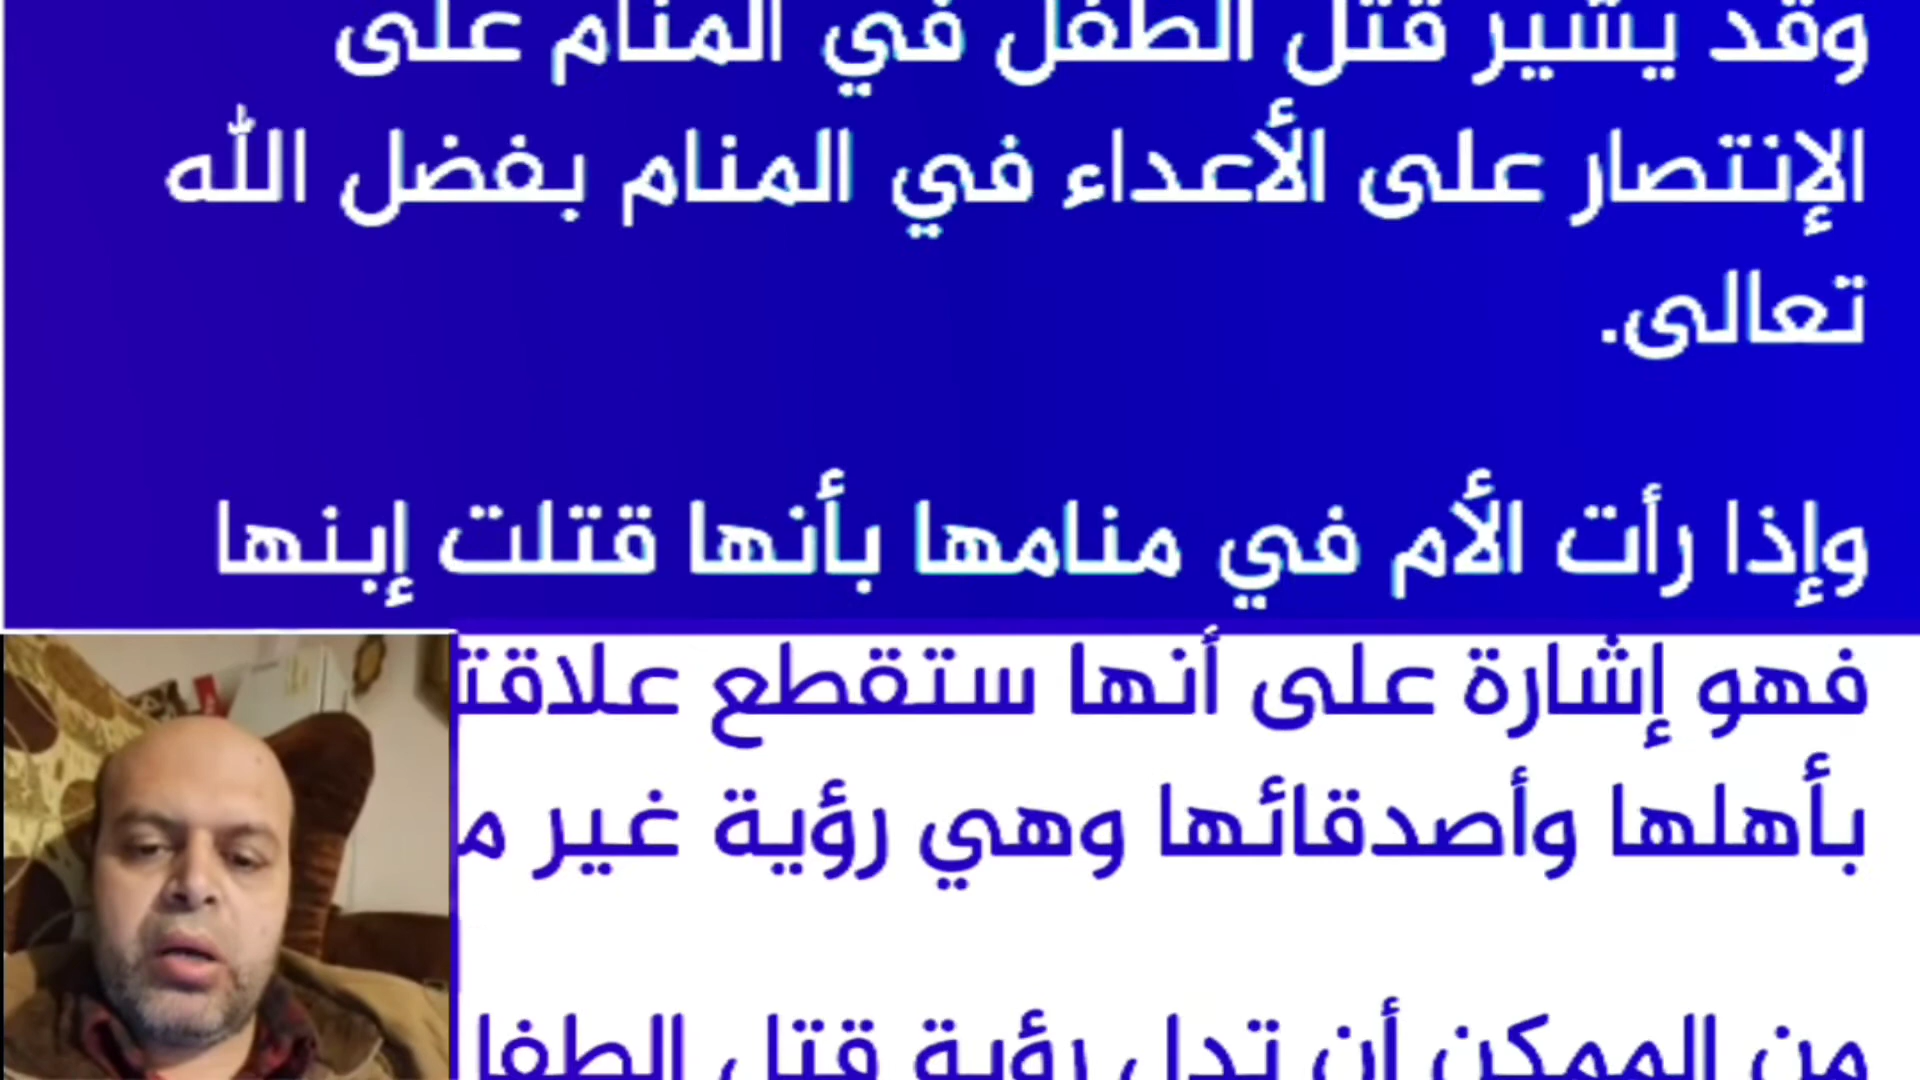 وقد يشير قتل الطفل في المنام على
الإنتصار على الأعداء في المنام بفضل الله
تعالى.
وإذا رأت الأم في منامها بأنها قتلت إبنها
فهو إشارة على أنها ستقطع
بأهلها وأصدقائها وهي رؤية غير
من الممكن أن تدل رؤية قتل الطفل